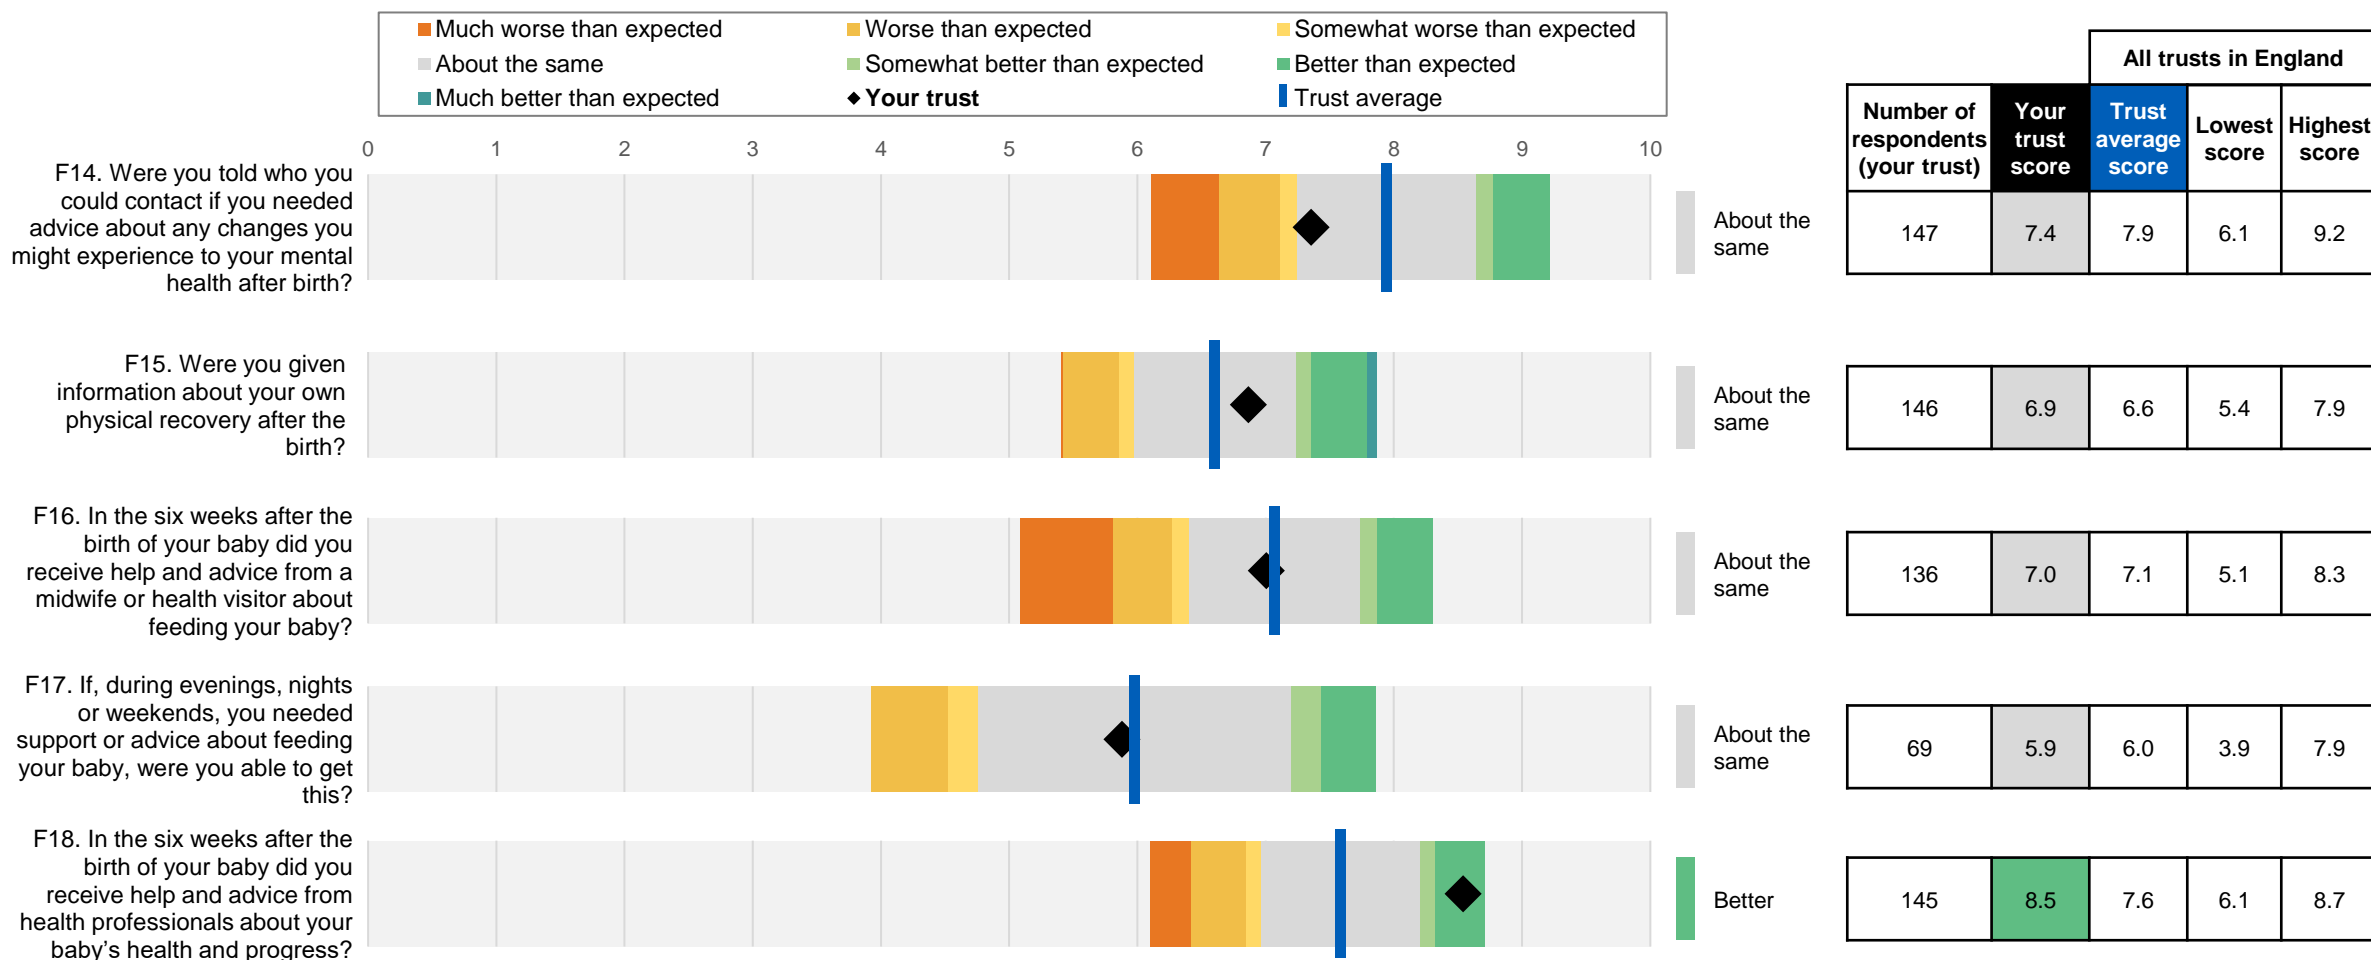 Much worse than expected
Worse than expected
Somewhat worse than expected
About the same
Somewhat better than expected
Better than expected
Much better than expected
Your trust
Trust average
All trusts in England
Number of
respondents
(your trust)
Your
trust
score
Trust
average
score
Lowest
score
Highest
score
0 1 2 3 4 5 6 7 8 9 10
F14. Were you told who you
could contact if you needed
advice about any changes you
might experience to your mental
health after birth?
About the
same
147 7.4 7.9 6.1 9.2
F15. Were you given
information about your own
physical recovery after the
birth?
About the
same
146 6.9 6.6 5.4 7.9
F16. In the six weeks after the
birth of your baby did you
receive help and advice from a
midwife or health visitor about
feeding your baby?
About the
same
136 7.0 7.1 5.1 8.3
F17. If, during evenings, nights
or weekends, you needed
support or advice about feeding
your baby, were you able to get
this?
About the
same
69 5.9 6.0 3.9 7.9
F18. In the six weeks after the
birth of your baby did you
receive help and advice from
health professionals about your
baby’s health and progress?
Better
145 8.5 7.6 6.1 8.7